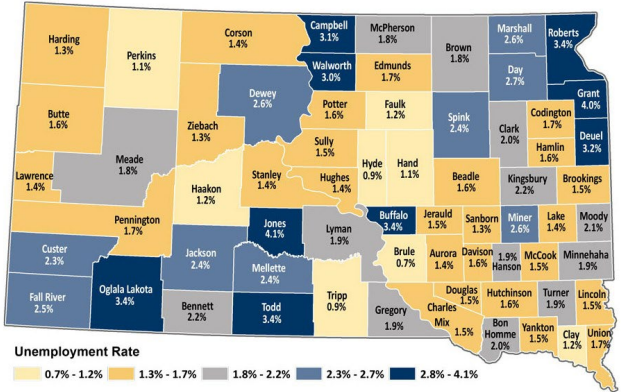 Harding
1.3%
Perkins
1.1%
Corson
1.4%
Campbell
3.1%
McPherson
1.8%
Brown
1.8%
Marshall
2.6%
Roberts
3.4%
Walworth
3.0%
Edmunds
1.7%
Day
2.7%
Grant
4.0%
Butte
1.6%
Ziebach
1.3%
Dewey
2.6%
Potter
1.6%
Faulk
1.2%
Spink
2.4%
Clark
2.0%
Codington
1.7%
Deuel
3.2%
Hamlin
1.6%
Meade
1.8%
Sully
1.5%
Hyde
0.9%
Hand
1.1%
Lawrence
1.4%
Haakon
1.2%
Stanley
1.4%
Hughes
1.4%
Beadle
1.6%
Kingsbury
2.2%
Brookings
1.5%
Pennington
1.7%
Jones
4.1%
Lyman
1.9%
Buffalo
3.4%
Jerauld
1.5%
Sanborn
1.3%
Miner
2.6%
Lake
1.4%
Moody
2.1%
Custer
2.3%
Jackson
2.4%
Mellette
2.4%
Brule
0.7%
Aurora
1.4%
Davison
1.6%
1.9%
Hanson
McCook
1.5%
Minnehaha
1.9%
Fall River
2.5%
Oglala Lakota
3.4%
Bennett
2.2%
Todd
3.4%
Tripp
0.9%
Gregory
1.9%
Douglas
1.5%
Charles
Mix
1.5%
Hutchinson
1.6%
Turner
1.9%
Lincoln
1.5%
Bon
Homme
2.0%
Yankton
1.5%
Clay
1.2%
Union
1.7%
Unemployment Rate
0.7% - 1.2%
1.3% - 1.7%
1.8% - 2.2%
2.3% - 2.7%
2.8% - 4.1%